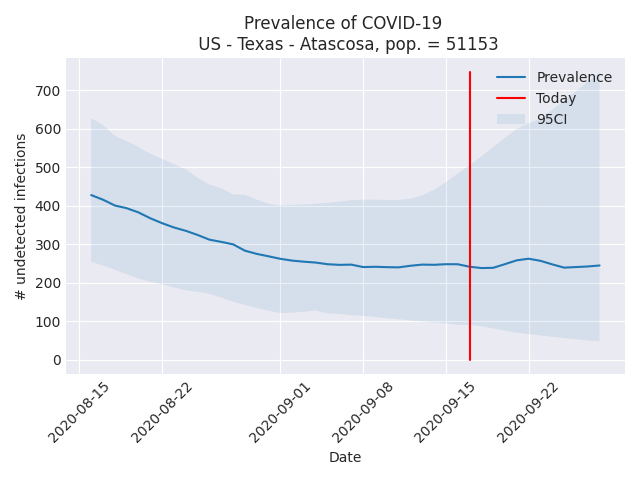 Prevalence of COVID-19
US - Texas - Atascosa, pop. = 51153
Prevalence
Today
95CI
# undetected infections
700
600
500
400
300
200
100
0
2020-08-15
2020-08-22
2020-09-01
2020-09-08
2020-09-15
2020-09-22
Date